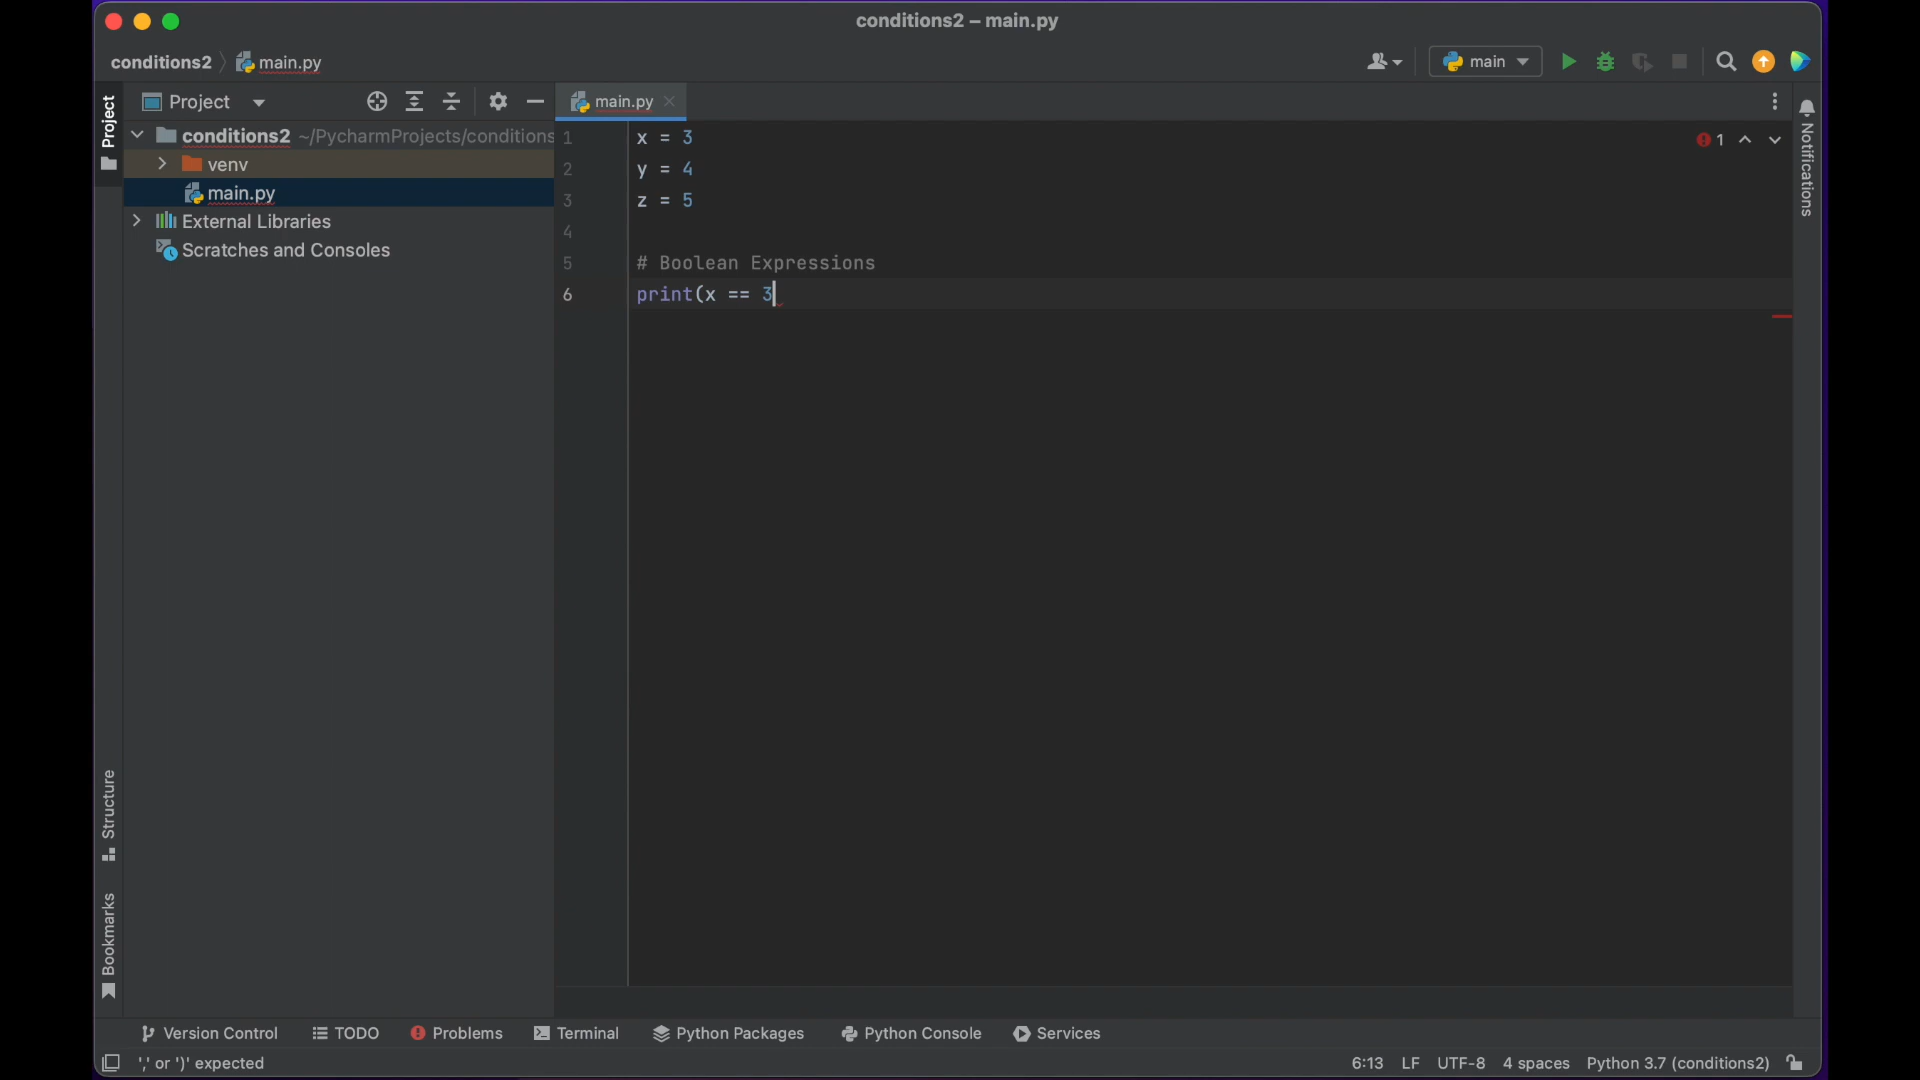 conditions2 – main.py
conditions2 main.py
main
Project
Project
main.py
Notifications
conditions2 ~/PycharmProjects/conditions
venv
main.py
External Libraries
Scratches and Consoles
1 x = 3
2 y = 4
3 z = 5
4
5 # Boolean Expressions
6 print(x == 3
1
Structure
Bookmarks
Version Control TODO Problems Terminal Python Packages Python Console Services
',' or ')' expected 6:13 LF UTF-8 4 spaces Python 3.7 (conditions2)